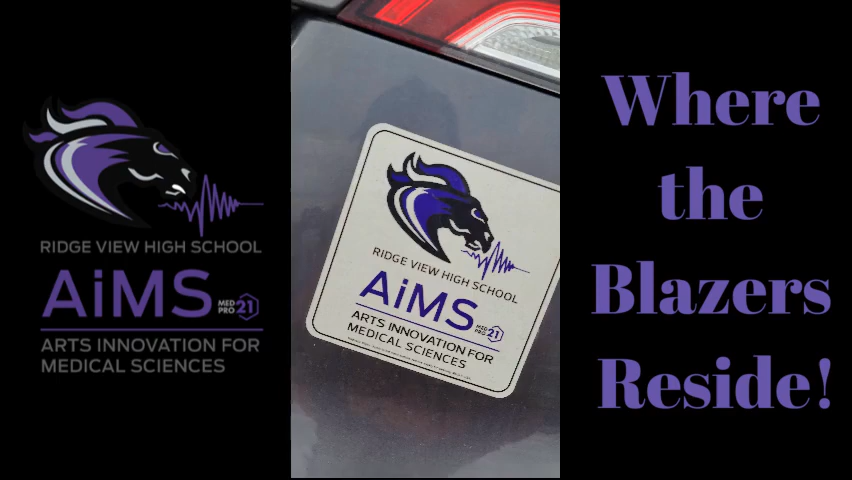 RIDGE VIEW HIGH SCHOOL
AiMS
MED
PRO 21
ARTS INNOVATION FOR
MEDICAL SCIENCES
RIDGE VIEW HIGH SCHOOL
AiMS
MED
PRO 21
ARTS INNOVATION FOR
MEDICAL SCIENCES
Where
the
Blazers
Reside!